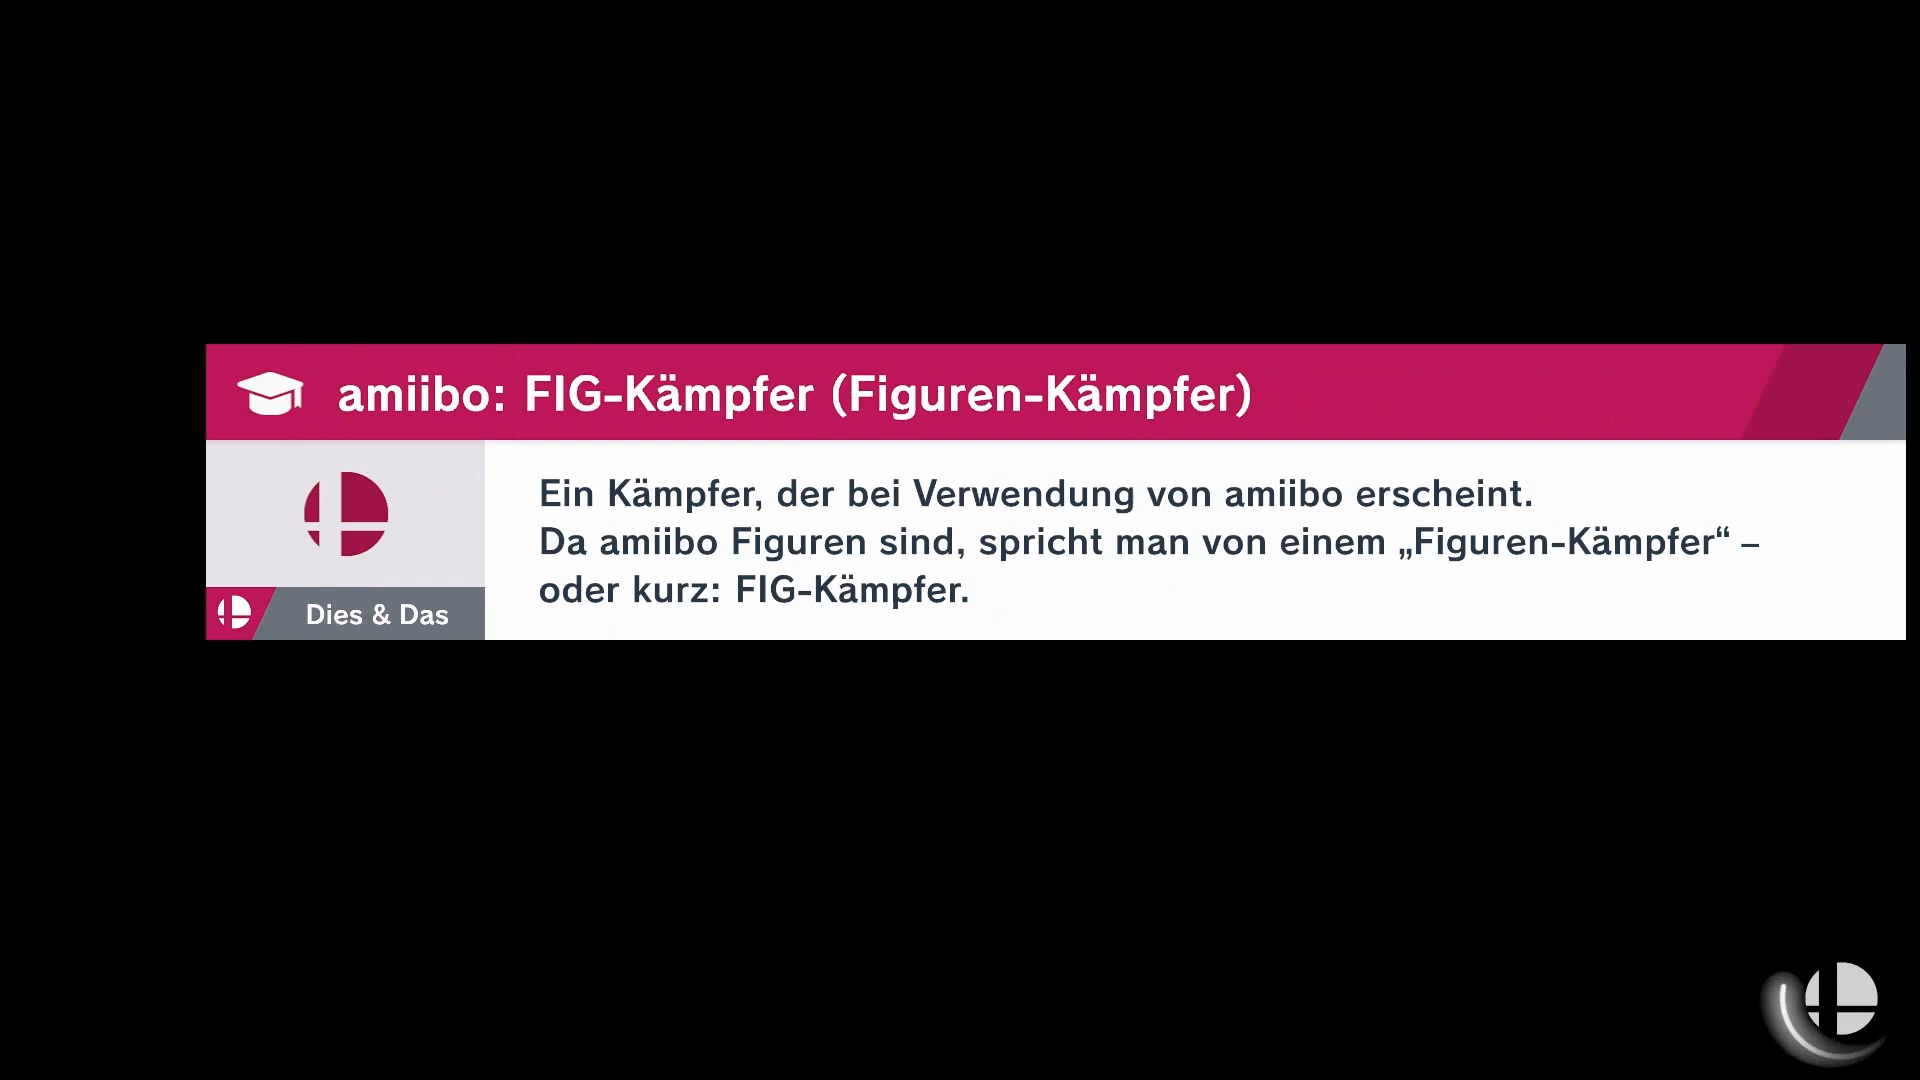 amiibo: FIG-Kämpfer (Figuren-Kämpfer)
Ein Kämpfer, der bei Verwendung von amiibo erscheint.
Da amiibo Figuren sind, spricht man von einem „Figuren-Kämpfer“ –
oder kurz: FIG-Kämpfer.
Dies & Das